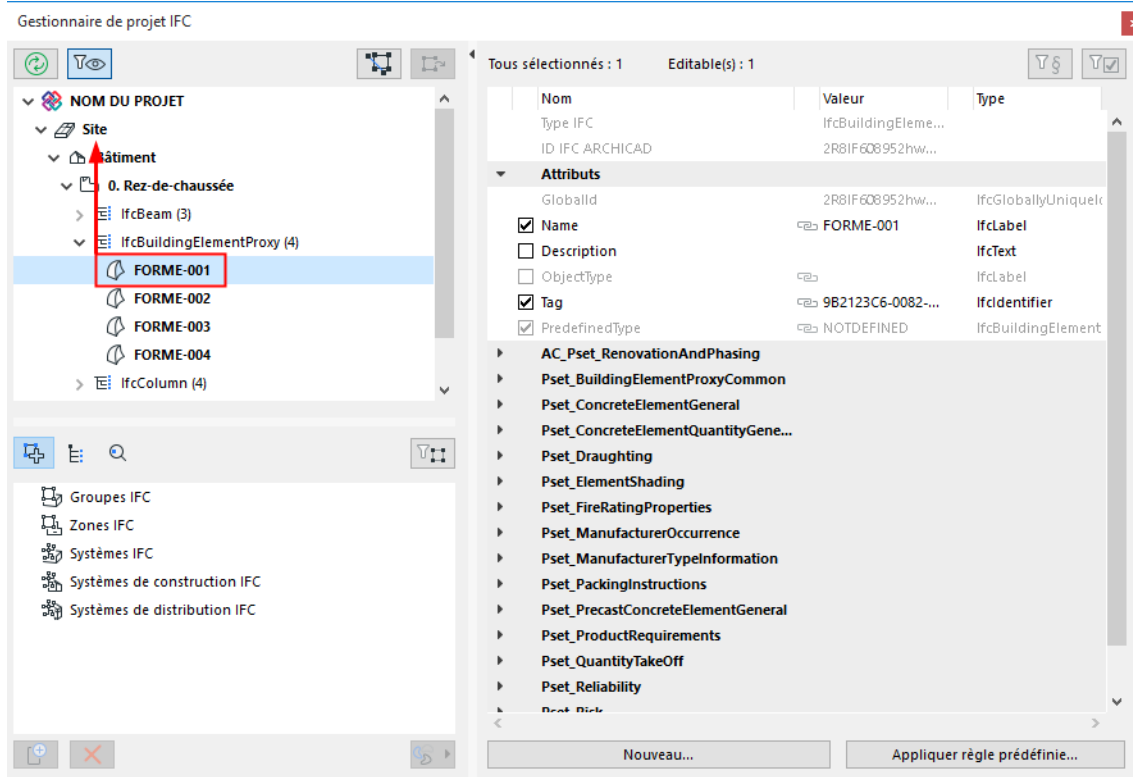 Gestionnaire de projet IFC
Tous sélectionnés : 1 Editable(s) : 1
NOM DU PROJET
Site
Bâtiment
0. Rez-de-chaussée
IfcBeam (3)
IfcBuildingElementProxy (4)
FORME-001
FORME-002
FORME-003
FORME-004
IfcColumn (4)
Groupes IFC
Zones IFC
Systèmes IFC
Systèmes de construction IFC
Systèmes de distribution IFC
Nom Valeur Type
Type IFC IfcBuildingEleme...
ID IFC ARCHICAD 2R8IF608952hw...
Attributs
GlobalId 2R8IF608952hw... IfcGloballyUniqueIc
Name FORME-001 IfcLabel
Description IfcText
ObjectType IfcLabel
Tag 9B2123C6-0082-... IfcIdentifier
PredefinedType NOTDEFINED IfcBuildingElement
AC_Pset_RenovationAndPhasing
Pset_BuildingElementProxyCommon
Pset_ConcreteElementGeneral
Pset_ConcreteElementQuantityGene...
Pset_Draughting
Pset_ElementShading
Pset_FireRatingProperties
Pset_ManufacturerOccurrence
Pset_ManufacturerTypeInformation
Pset_PackingInstructions
Pset_PrecastConcreteElementGeneral
Pset_ProductRequirements
Pset_QuantityTakeOff
Pset_Reliability
Pset_Risk
Nouveau... Appliquer règle prédéfinie...